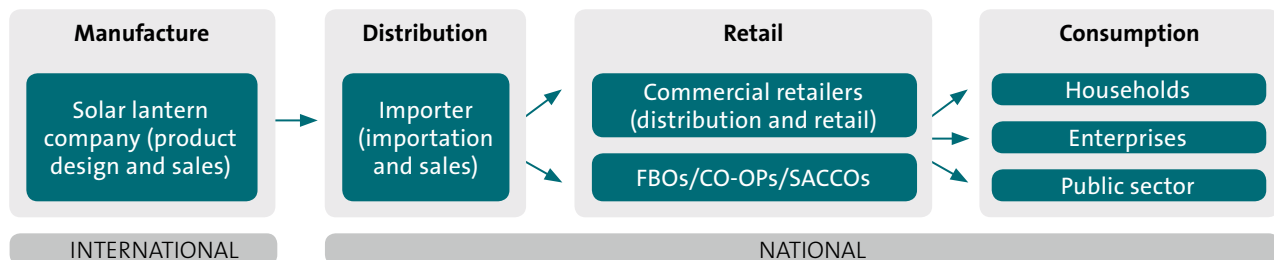 Manufacture
Solar lantern
company (product
design and sales)
Distribution
Importer
(importation
and sales)
Retail
Commercial retailers
(distribution and retail)
FBOs/CO-OPs/SACCOs
Consumption
Households
Enterprises
Public sector
INTERNATIONAL
NATIONAL